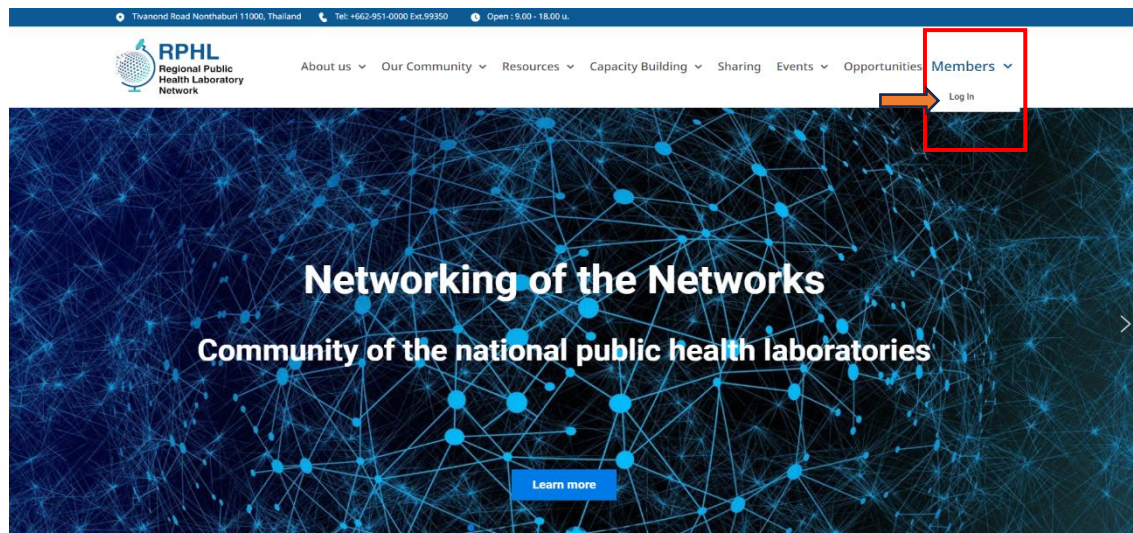 Tivanond Road Nonthaburi 11000, Thailand Tel: +662-951-0000 Ext.99350 Open : 9.00 - 18.00 u.
RPHL
Regional Public
Health Laboratory
Network
About us Our Community Resources Capacity Building Sharing Events Opportunities Members
Log In
Networking of the Networks
Community of the national public health laboratories
Learn more